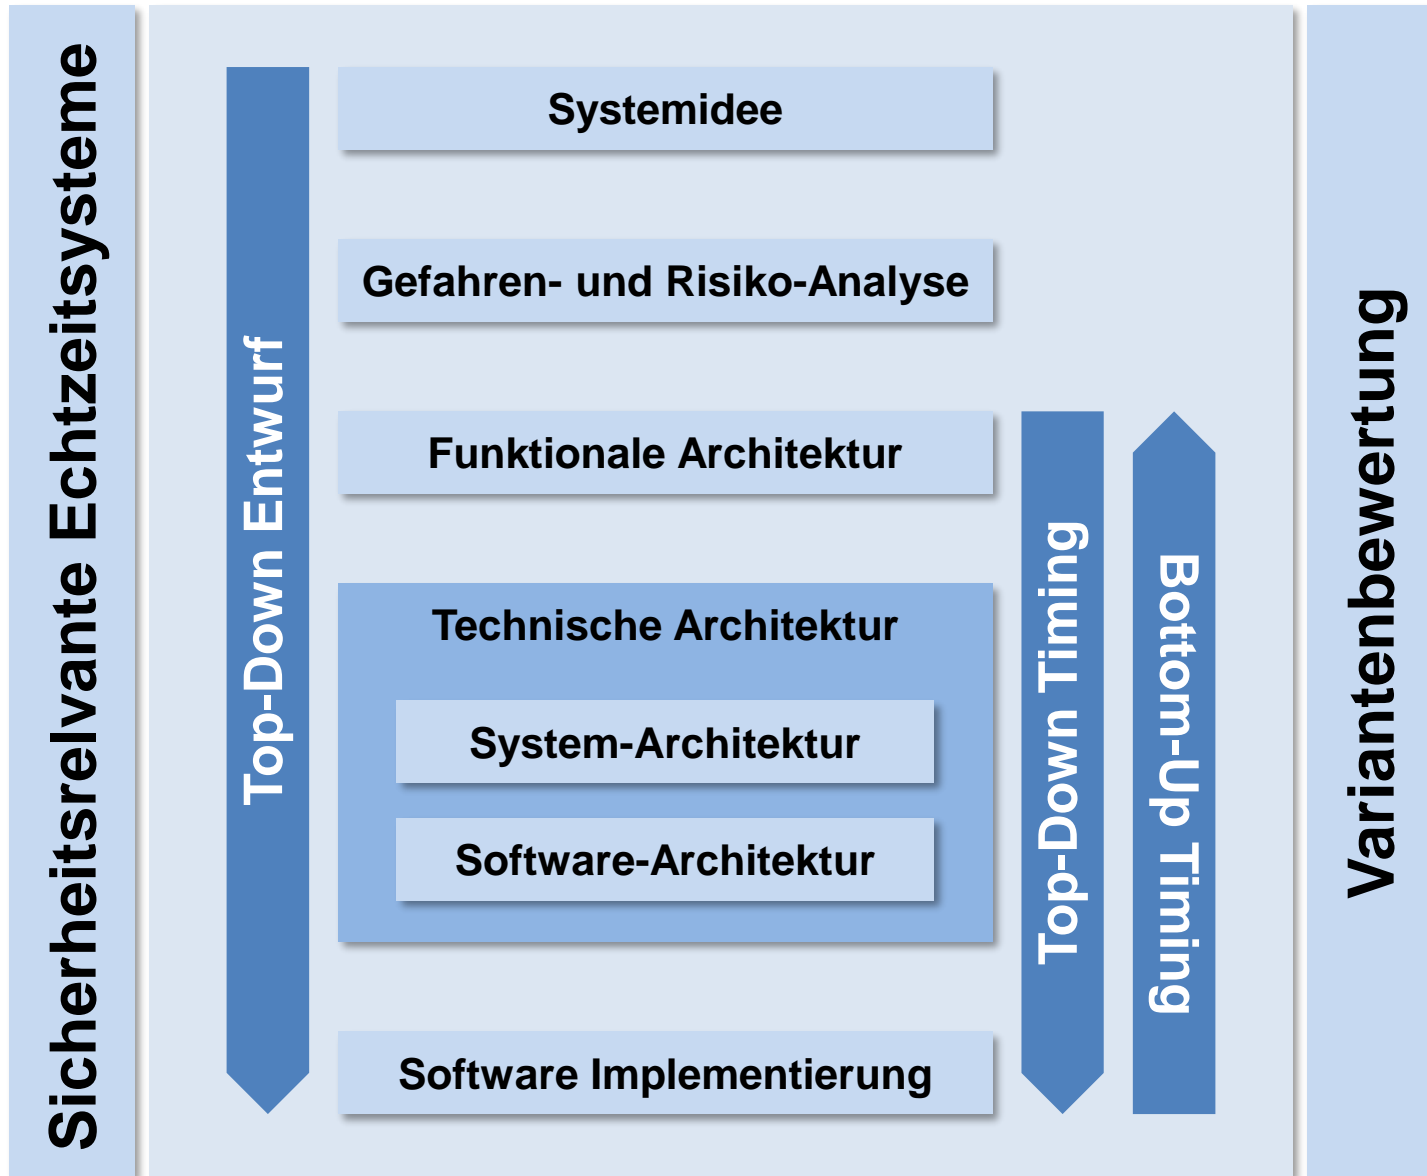 Sicherheitsrelvante Echtzeitsysteme
Top-Down Entwurf
Systemidee
Gefahren- und Risiko-Analyse
Funktionale Architektur
Technische Architektur
System-Architektur
Software-Architektur
Software Implementierung
Top-Down Timing
Bottom-Up Timing
Variantenbewertung